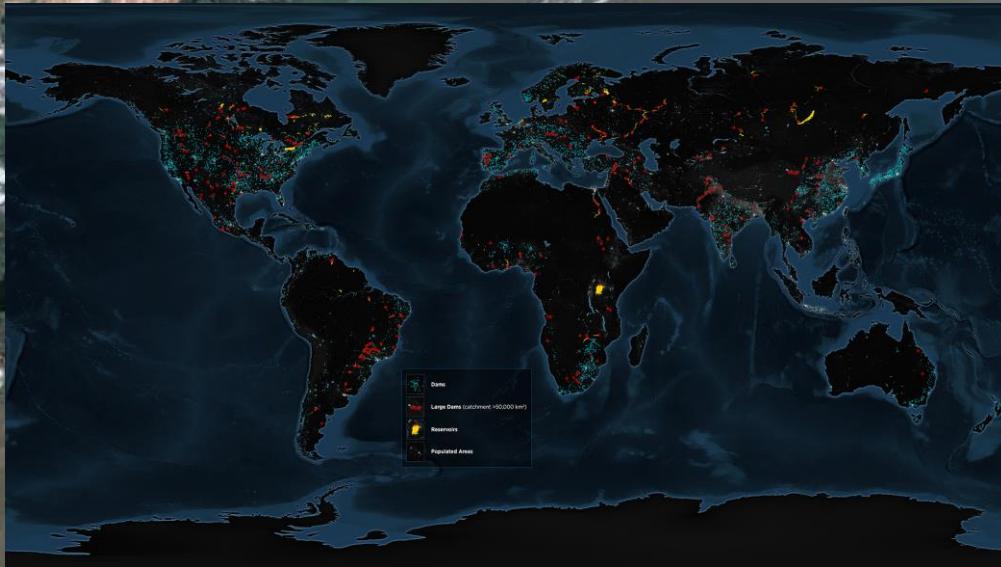 Dams
Large Dams (catchment >50,000 km²)
Reservoirs
Populated Areas